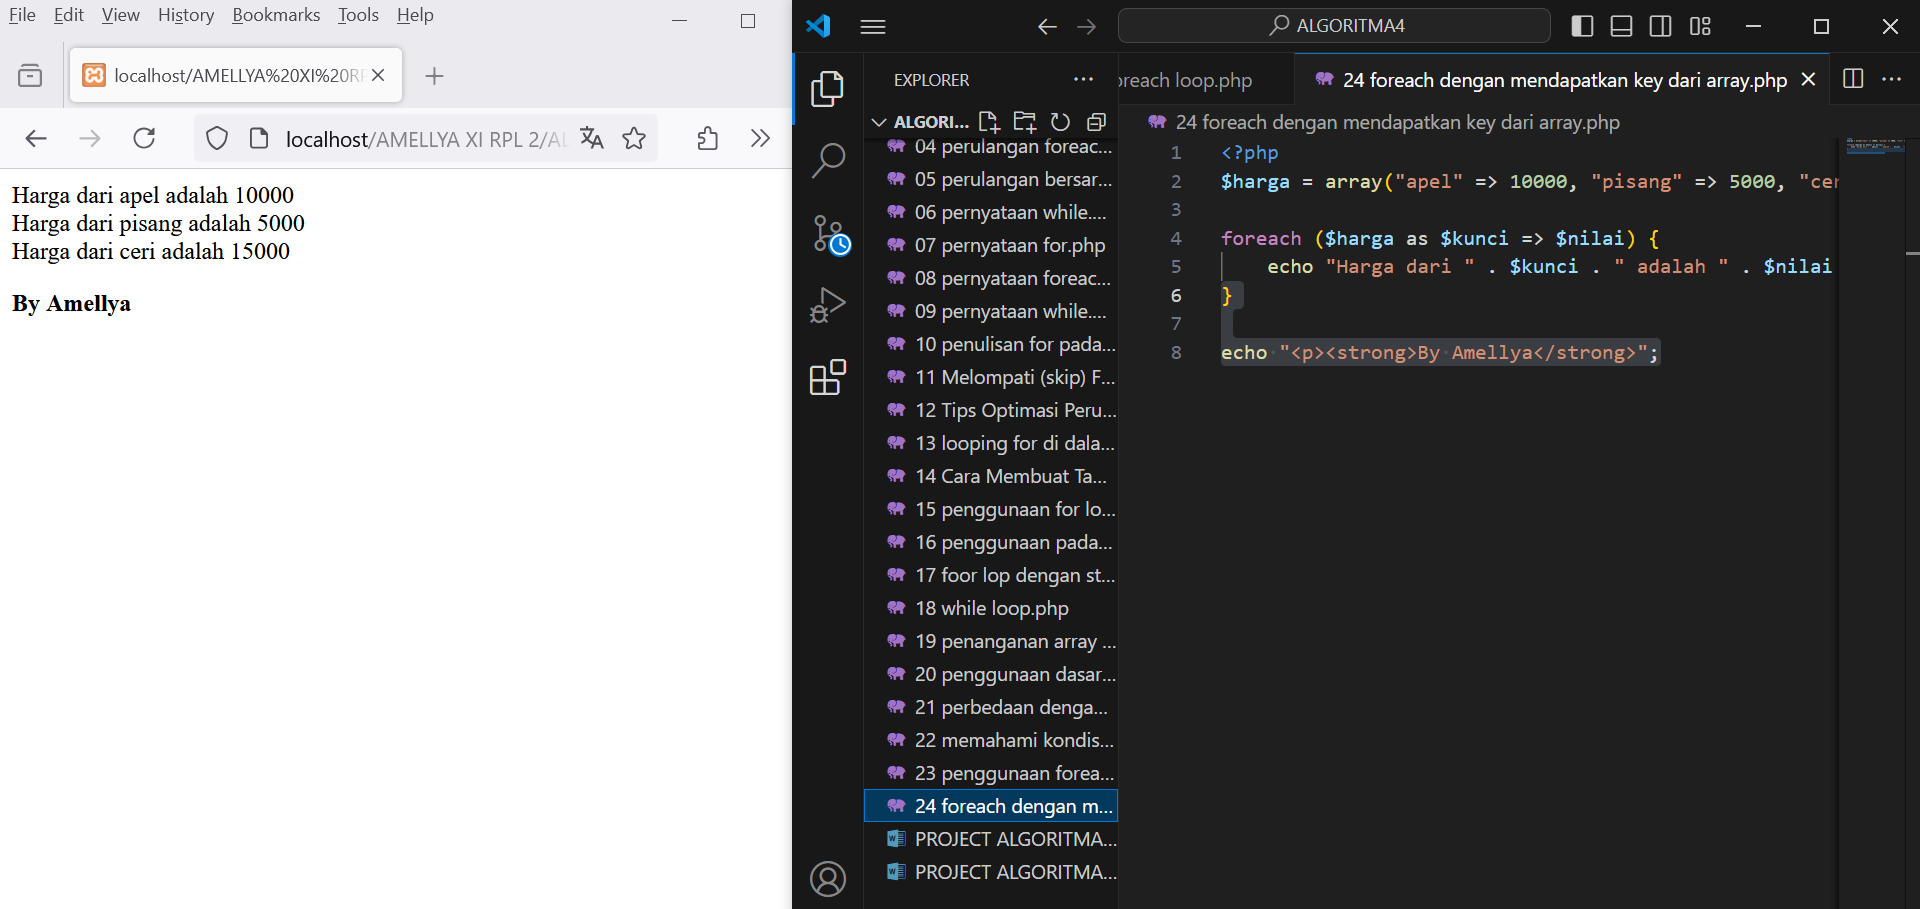 File Edit View History Bookmarks Tools Help
localhost/AMELLYA%20XI%20RP
localhost/AMELLYA XI RPL 2/AL
Harga dari apel adalah 10000
Harga dari pisang adalah 5000
Harga dari ceri adalah 15000
By Amellya
ALGORITMA4
EXPLORER
ALGORI...
04 perulangan foreac...
05 perulangan bersar...
06 pernyataan while....
07 pernyataan for.php
08 pernyataan foreac...
09 pernyataan while....
10 penulisan for pada...
11 Melompati (skip) F...
12 Tips Optimasi Peru...
13 looping for di dala...
14 Cara Membuat Ta...
15 penggunaan for lo...
16 penggunaan pada...
17 foor lop dengan st...
18 while loop.php
19 penanganan array ...
20 penggunaan dasar...
21 perbedaan denga...
22 memahami kondis...
23 penggunaan forea...
24 foreach dengan m...
PROJECT ALGORITMA...
PROJECT ALGORITMA...
oreach loop.php
24 foreach dengan mendapatkan key dari array.php
24 foreach dengan mendapatkan key dari array.php
1 <?php
2 $harga = array("apel" => 10000, "pisang" => 5000, "cer
3
4 foreach ($harga as $kunci => $nilai) {
5 echo "Harga dari " . $kunci . " adalah " . $nilai
6 }
7
8 echo "<p><strong>By Amellya</strong>";